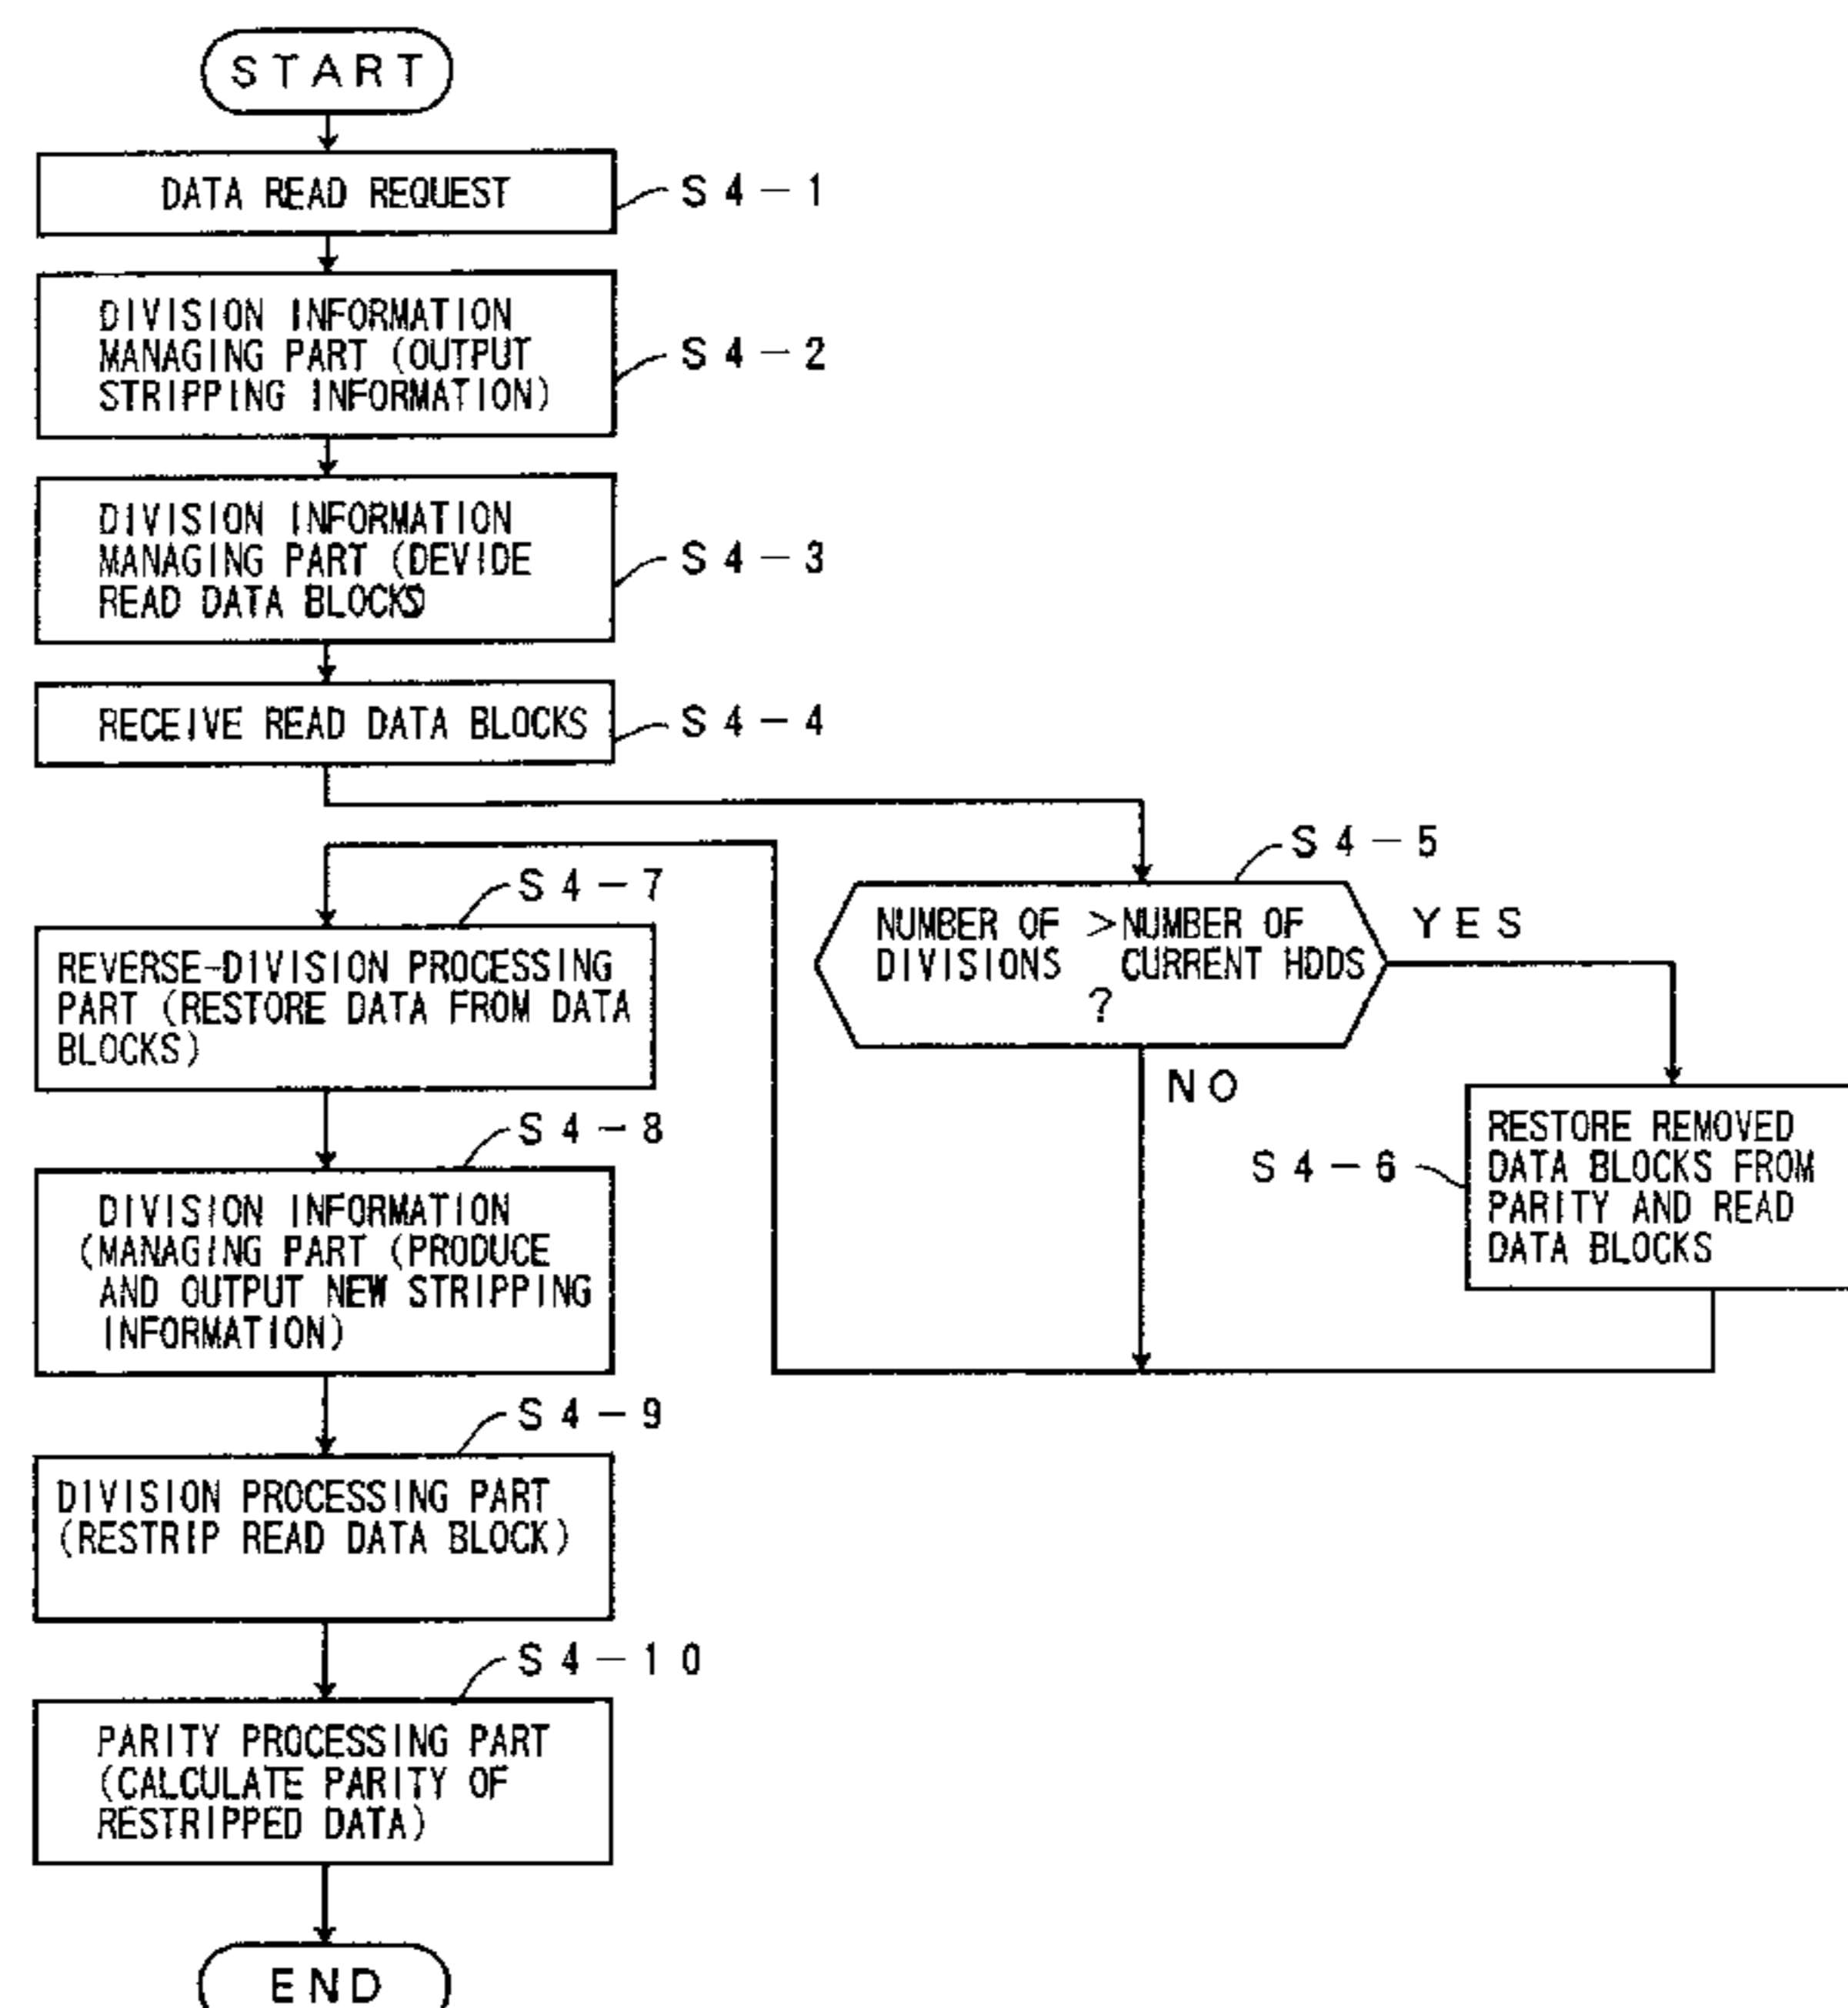 START
DATA READ REQUEST
S4-1
DIVISION INFORMATION
MANAGING PART (OUTPUT
STRIPPING INFORMATION)
S4-2
DIVISION INFORMATION
MANAGING PART (DEVIDE
READ DATA BLOCKS)
S4-3
RECEIVE READ DATA BLOCKS
S4-4
S4-5
NUMBER OF > NUMBER OF
DIVISIONS CURRENT HDDS
?
YES
NO
S4-6
RESTORE REMOVED
DATA BLOCKS FROM
PARITY AND READ
DATA BLOCKS
S4-7
REVERSE-DIVISION PROCESSING
PART (RESTORE DATA FROM DATA
BLOCKS)
S4-8
DIVISION INFORMATION
(MANAGING PART (PRODUCE
AND OUTPUT NEW STRIPPING
INFORMATION)
S4-9
DIVISION PROCESSING PART
(RESTRIP READ DATA BLOCK)
S4-10
PARITY PROCESSING PART
(CALCULATE PARITY OF
RESTRIPPED DATA)
END